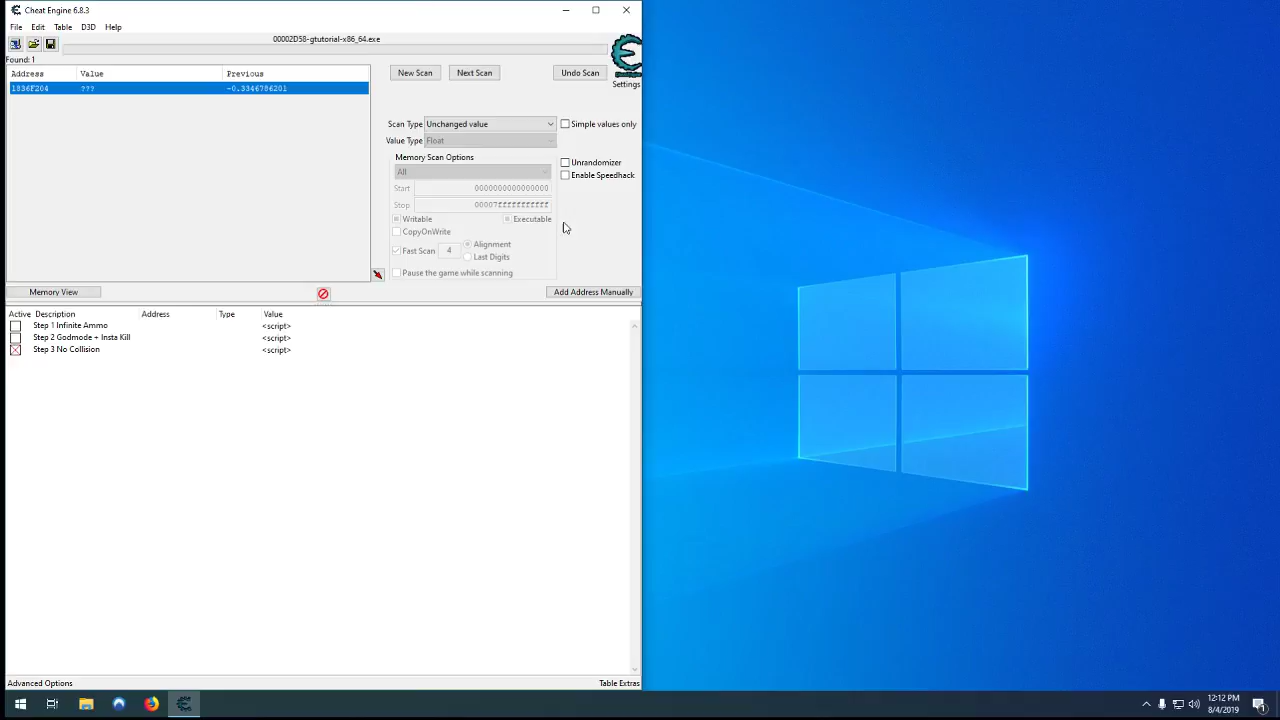 Cheat Engine 6.8.3
File Edit Table D3D Help
00002D58-gtutorial-x86_64.exe
Found: 1
Address Value Previous
1836F204 ??? -0.3346786201
New Scan Next Scan Undo Scan
Settings
Scan Type Unchanged value Simple values only
Value Type Float
Memory Scan Options
All
Unrandomizer
Enable Speedhack
Start 0000000000000000
Stop 00007fffffffffff
Writable Executable
CopyOnWrite
Fast Scan 4 Alignment
Last Digits
Pause the game while scanning
Memory View Add Address Manually
Active Description Address Type Value
Step 1 Infinite Ammo <script>
Step 2 Godmode + Insta Kill <script>
Step 3 No Collision <script>
Advanced Options Table Extras
12:12 PM
8/4/2019
1